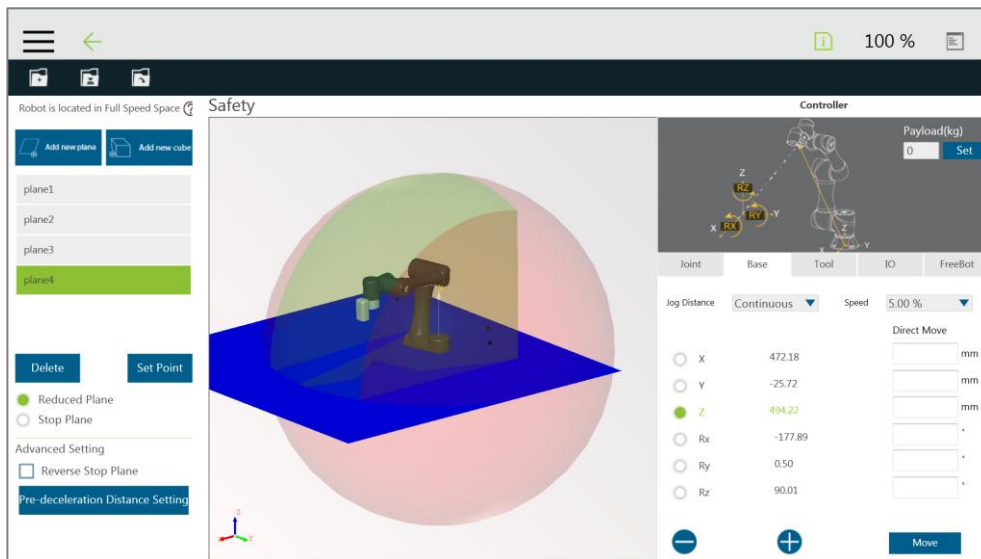 100 %
Robot is located in Full Speed Space
Safety
Controller
Add new plane
Add new cube
Payload(kg)
0
Set
plane1
plane2
plane3
plane4
Z
RZ
RY
Y
X
RX
Z
X
Y
Joint Base Tool IO FreeBot
Jog Distance Continuous Speed 5.00 %
Direct Move
X 472.18 mm
Y -25.72 mm
Z 494.22 mm
Rx -177.89 °
Ry 0.50 °
Rz 90.01 °
Delete
Set Point
Reduced Plane
Stop Plane
Advanced Setting
Reverse Stop Plane
Pre-deceleration Distance Setting
Move